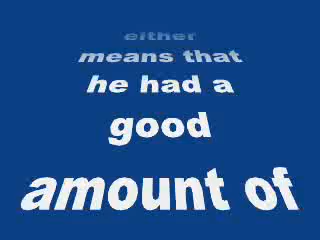 either
means that
he had a
good
amount of